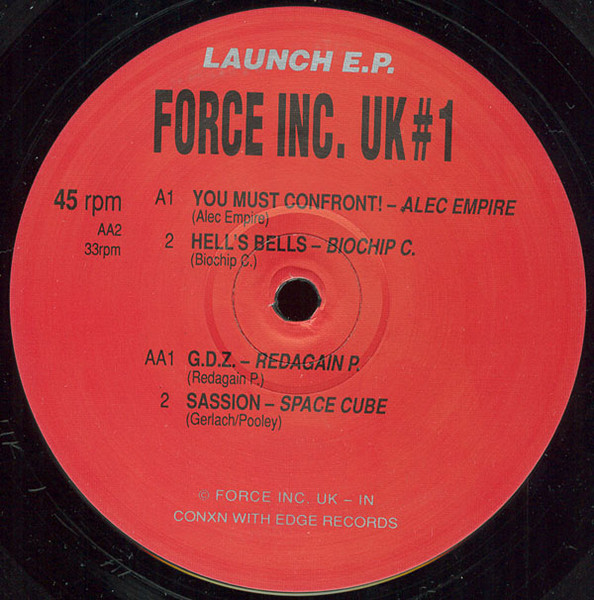 LAUNCH E.P.
FORCE INC. UK #1
45 rpm
AA2
33rpm
A1 YOU MUST CONFRONT! – ALEC EMPIRE
(Alec Empire)
2 HELL'S BELLS – BIOCHIP C.
(Biochip C.)
AA1 G.D.Z. – REDAGAIN P.
(Redagain P.)
2 SASSION – SPACE CUBE
(Gerlach/Pooley)
© FORCE INC. UK – IN
CONXN WITH EDGE RECORDS